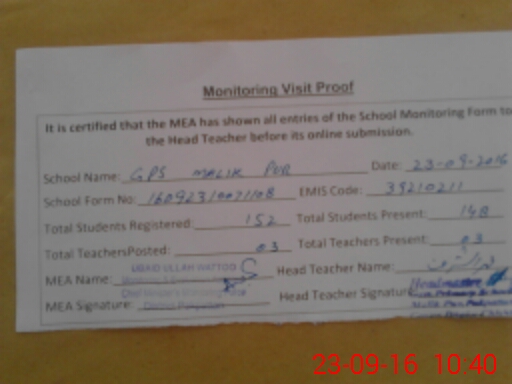 Monitoring Visit Proof
It is certified that the MEA has shown all entries of the School Monitoring Form to
the Head Teacher before its online submission.
School Name: GPS MALIK PUR Date: 23-09-2016
School Form No: 16092310071108 EMIS Code: 39210211
Total Students Registered: 152 Total Students Present: 148
Total TeachersPosted: 03 Total Teachers Present: 03
UBAID ULLAH WATTOO
MEA Name: Head Teacher Name:
MEA Signature: Head Teacher Signature
Headmaster
23-09-16 10:40